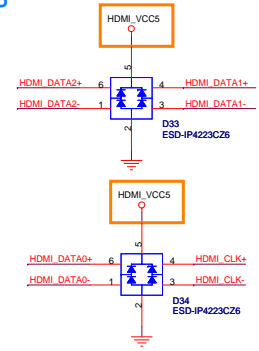 HDMI_VCC5
5
HDMI_DATA2+ 6 4 HDMI_DATA1+
HDMI_DATA2- 1 3 HDMI_DATA1-
2
D33
ESD-IP4223CZ6
HDMI_VCC5
5
HDMI_DATA0+ 6 4 HDMI_CLK+
HDMI_DATA0- 1 3 HDMI_CLK-
2
D34
ESD-IP4223CZ6